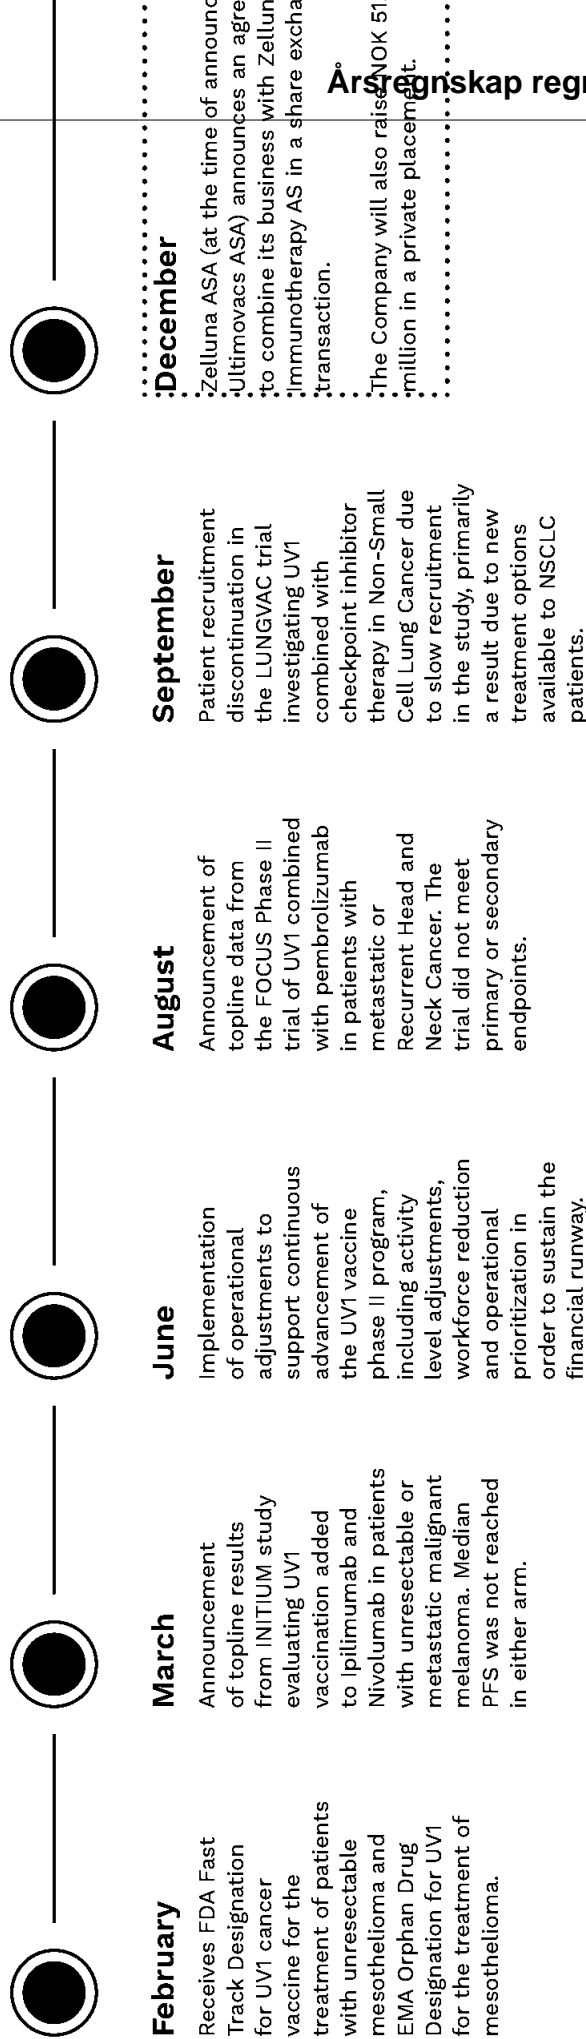 Årsregnskap regn
February
Receives FDA Fast
Track Designation
for UV1 cancer
vaccine for the
treatment of patients
with unresectable
mesothelioma and
EMA Orphan Drug
Designation for UV1
for the treatment of
mesothelioma.
March
Announcement
of topline results
from INITIUM study
evaluating UV1
vaccination added
to Ipilimumab and
Nivolumab in patients
with unresectable or
metastatic malignant
melanoma. Median
PFS was not reached
in either arm.
June
Implementation
of operational
adjustments to
support continuous
advancement of
the UV1 vaccine
phase II program,
including activity
level adjustments,
workforce reduction
and operational
prioritization in
order to sustain the
financial runway.
August
Announcement of
topline data from
the FOCUS Phase II
trial of UV1 combined
with pembrolizumab
in patients with
metastatic or
Recurrent Head and
Neck Cancer. The
trial did not meet
primary or secondary
endpoints.
September
Patient recruitment
discontinuation in
the LUNGVAC trial
investigating UV1
combined with
checkpoint inhibitor
therapy in Non-Small
Cell Lung Cancer due
to slow recruitment
in the study, primarily
a result due to new
treatment options
available to NSCLC
patients.
December
Zelluna ASA (at the time of announc
Ultimovacs ASA) announces an agre
to combine its business with Zellun
Immunotherapy AS in a share excha
transaction.
The Company will also raise NOK 51
million in a private placement.